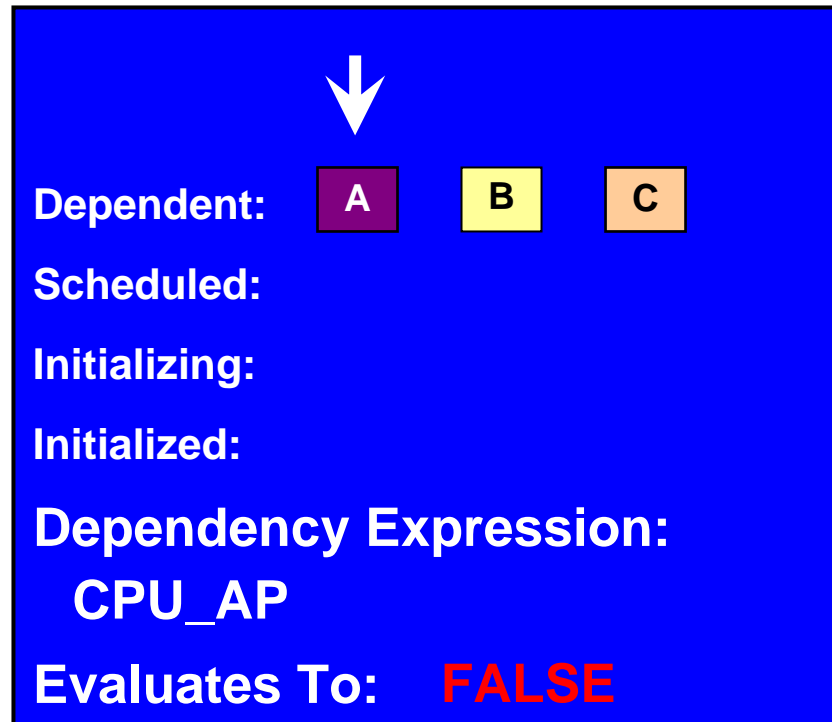 Dependent: A B C
Scheduled:
Initializing:
Initialized:
Dependency Expression:
CPU_AP
Evaluates To: FALSE